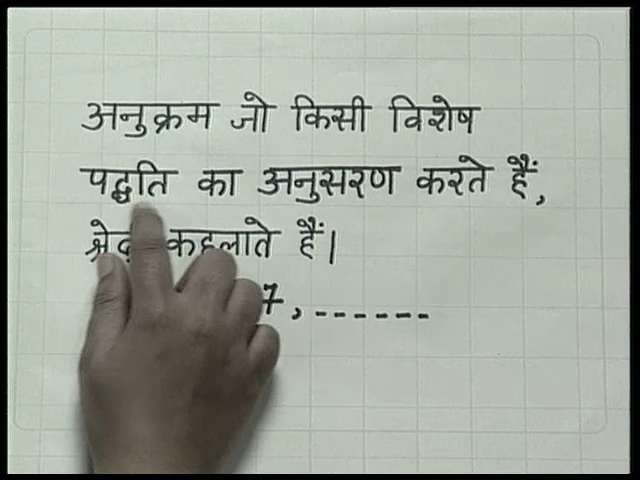 अनुक्रम जो किसी विशेष
पद्धति का अनुसरण करते हैं,
कहलाते हैं।
7, ------